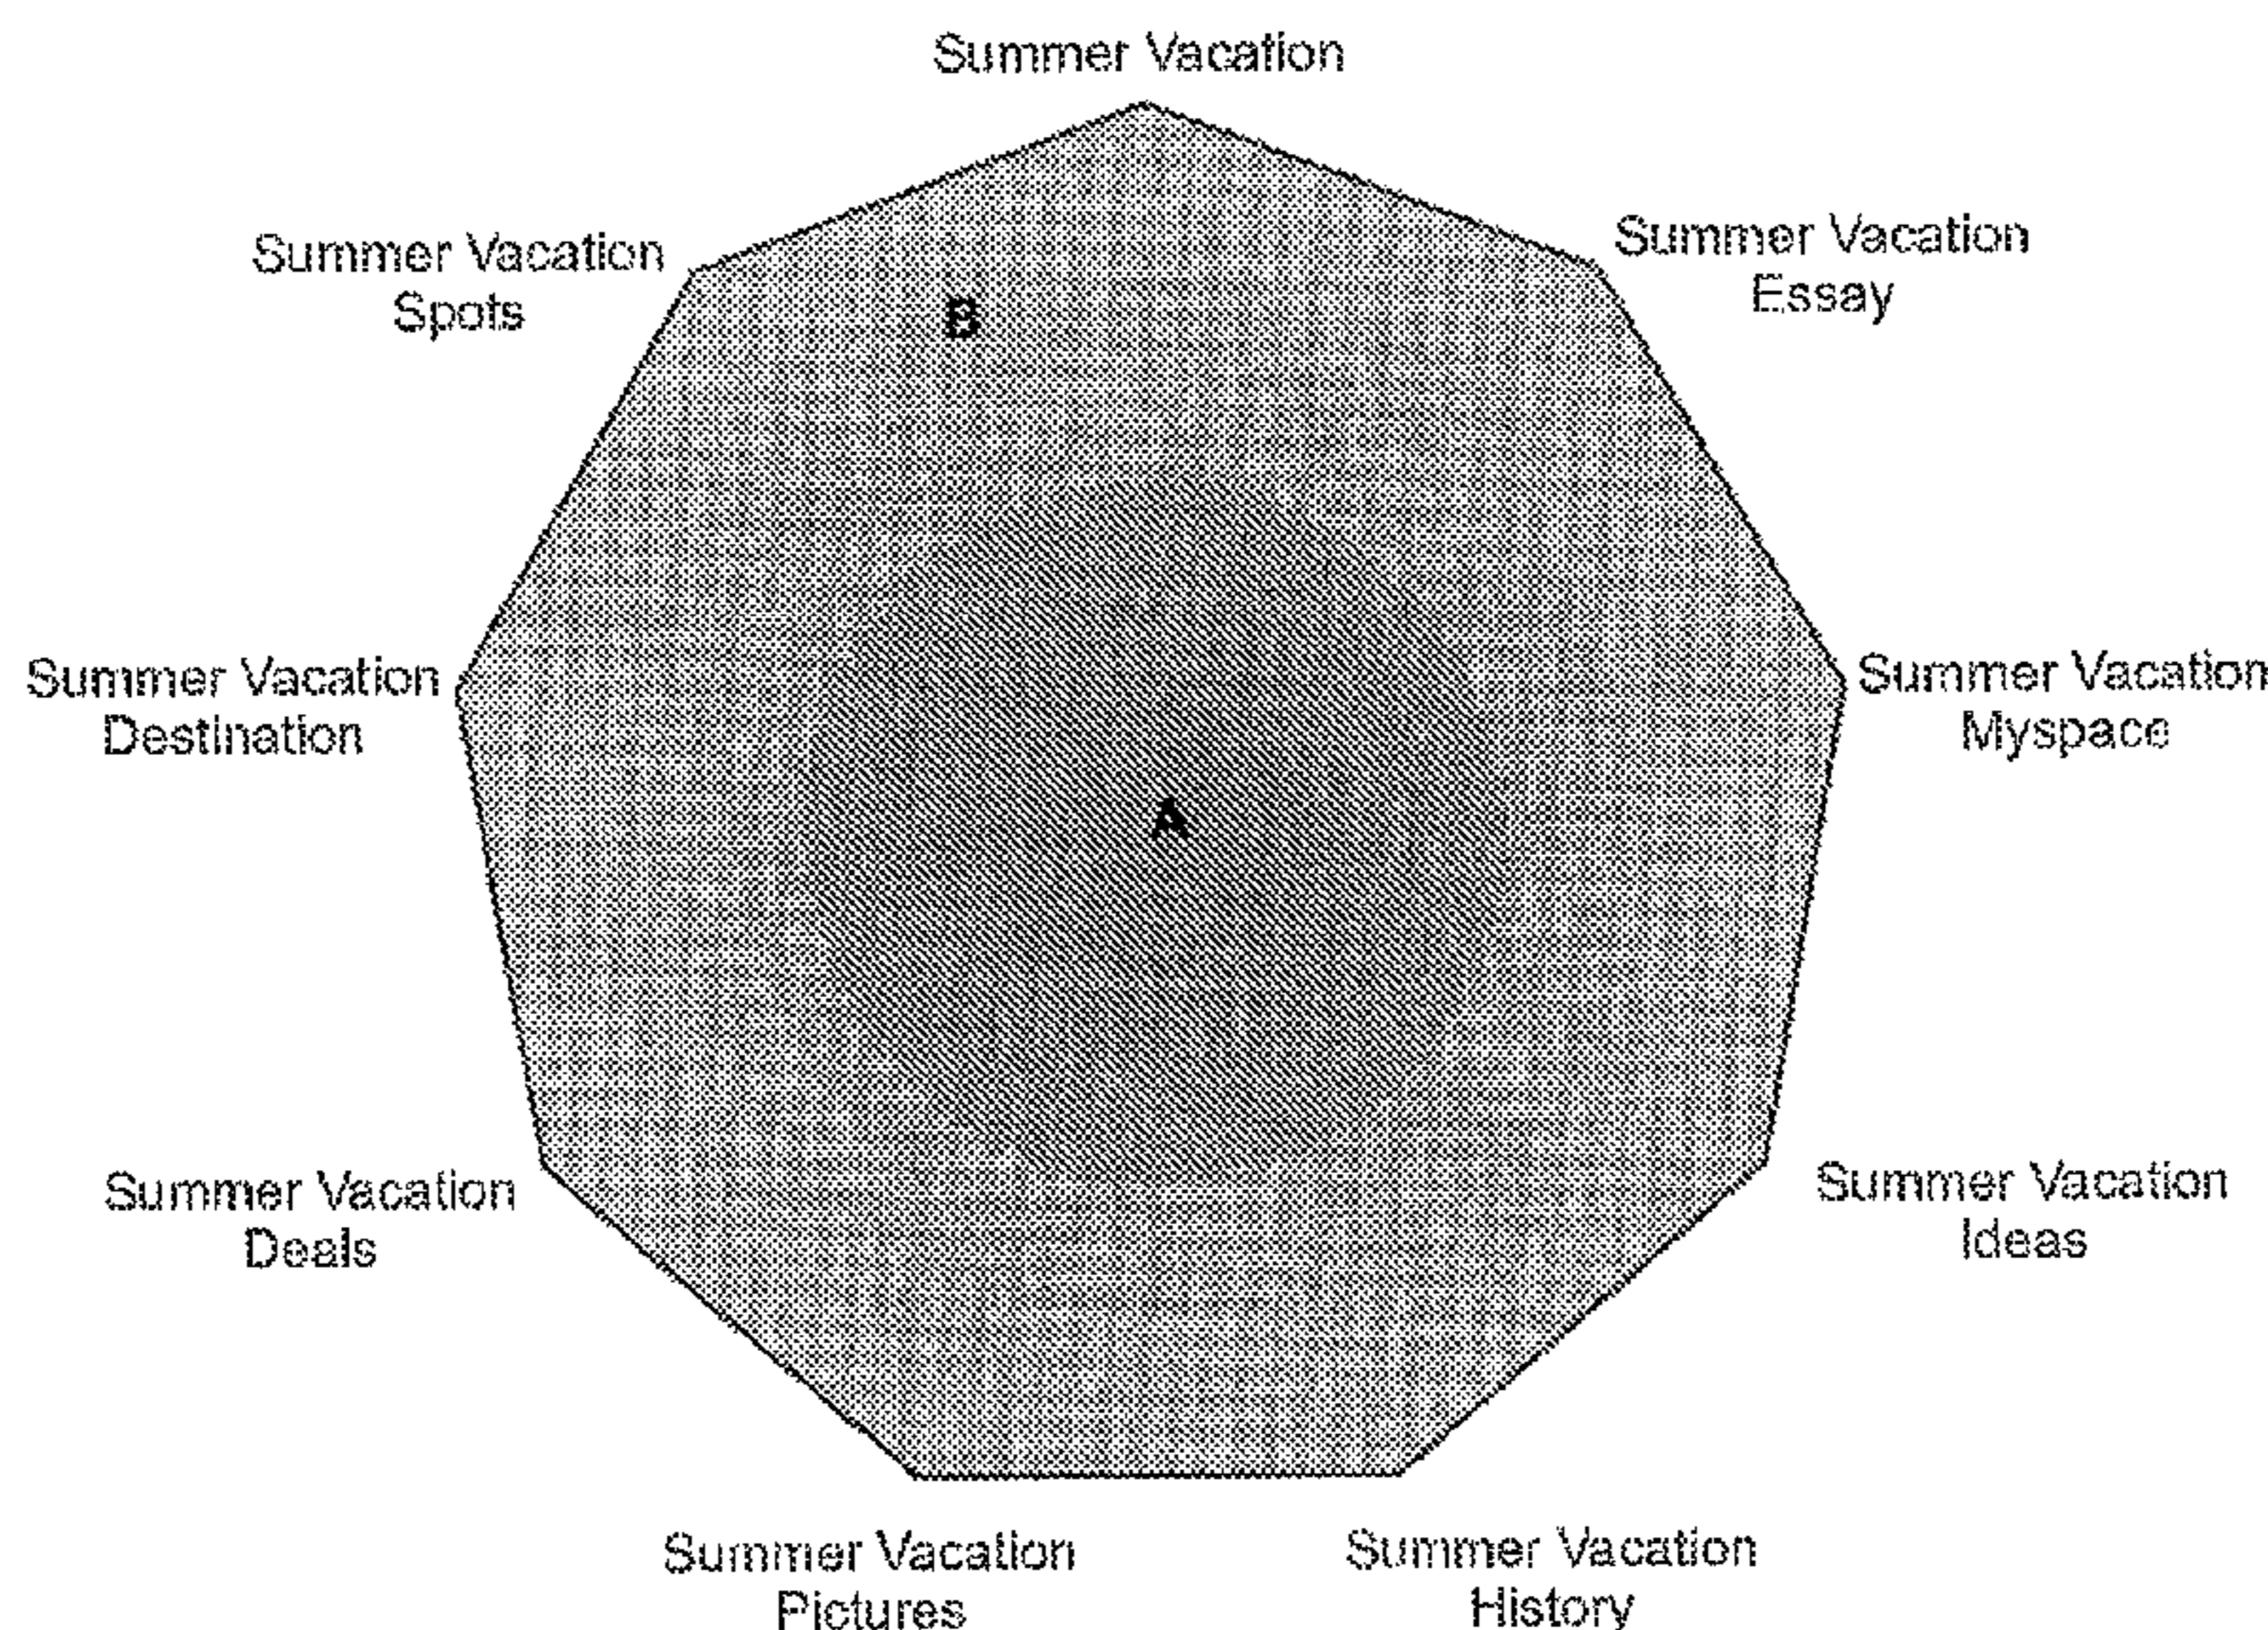 Summer Vacation
Summer Vacation
Essay
Summer Vacation
Spots
B
Summer Vacation
Myspace
Summer Vacation
Destination
A
Summer Vacation
Ideas
Summer Vacation
Deals
Summer Vacation
Pictures
Summer Vacation
History